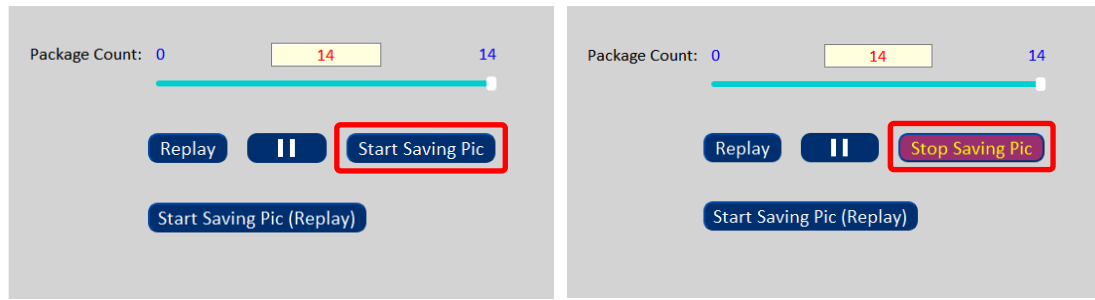 Package Count: 0 14 14
Replay Start Saving Pic
Start Saving Pic (Replay)
Package Count: 0 14 14
Replay Stop Saving Pic
Start Saving Pic (Replay)